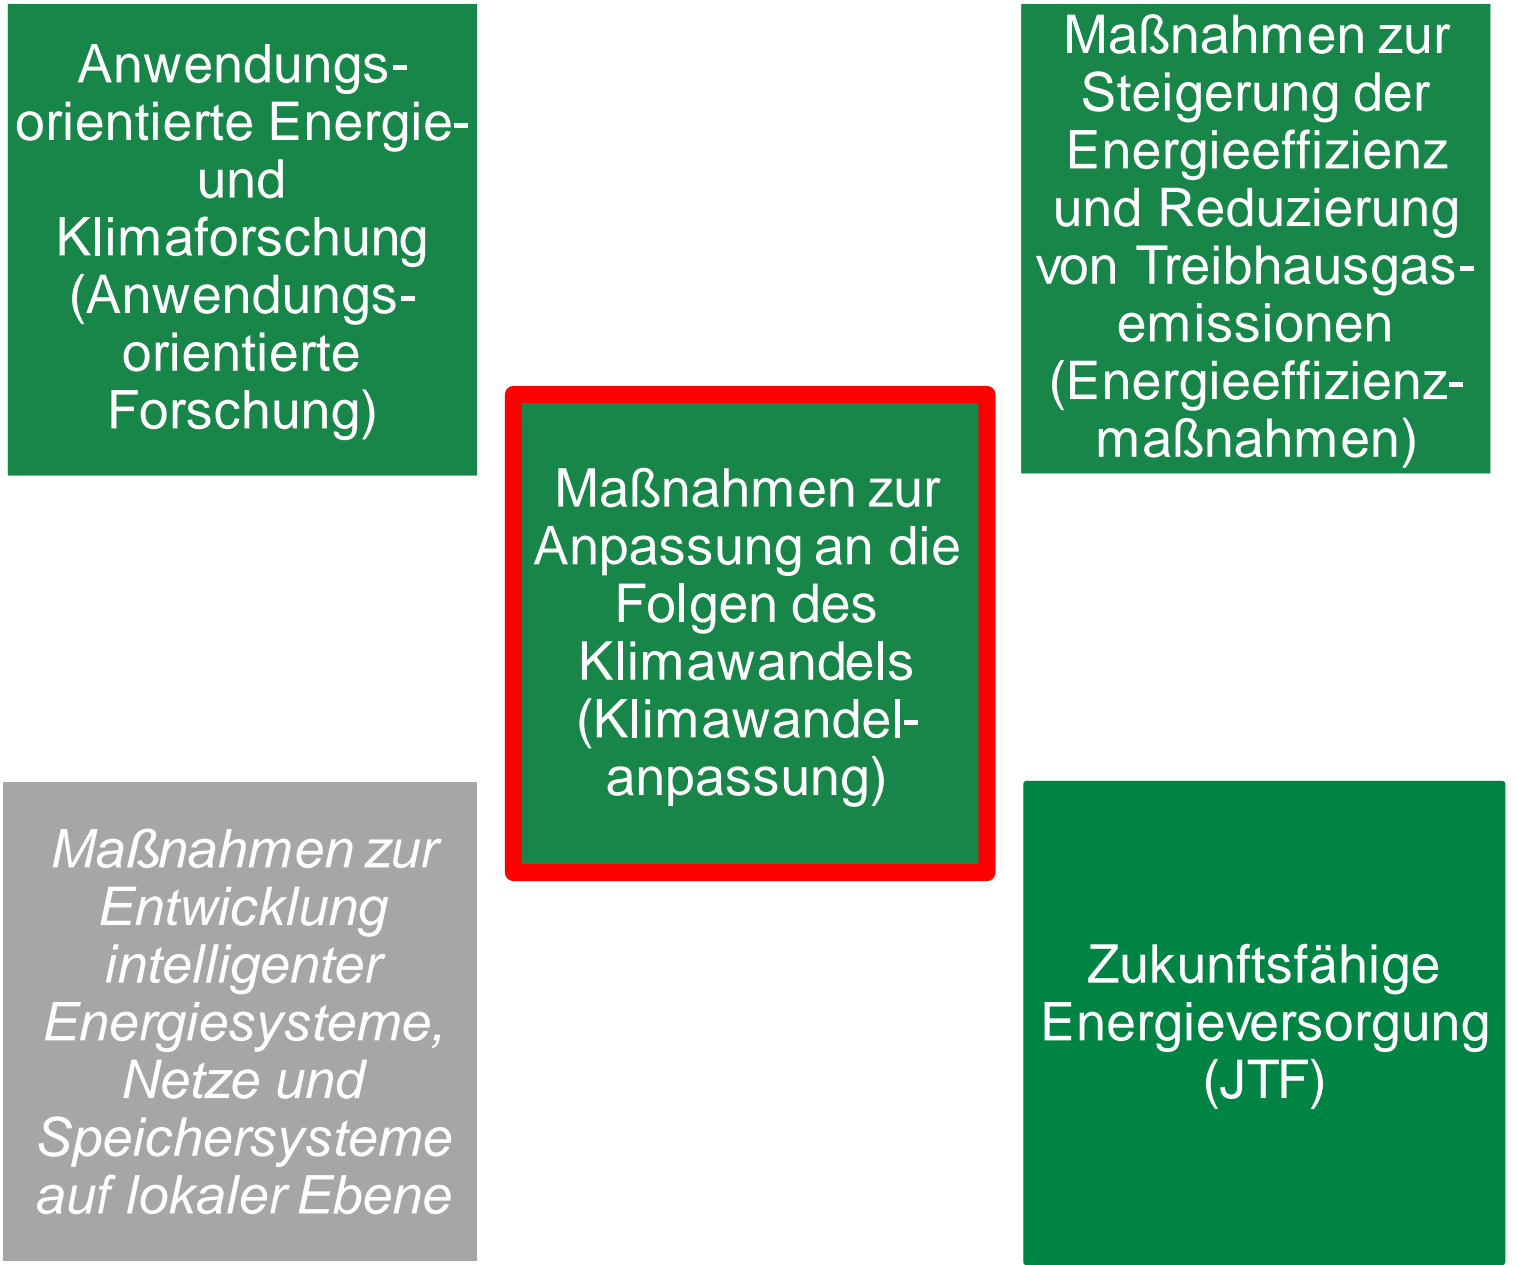 Anwendungs-
orientierte Energie-
und
Klimaforschung
(Anwendungs-
orientierte
Forschung)
Maßnahmen zur
Steigerung der
Energieeffizienz
und Reduzierung
von Treibhausgas-
emissionen
(Energieeffizienz-
maßnahmen)
Maßnahmen zur
Anpassung an die
Folgen des
Klimawandels
(Klimawandel-
anpassung)
Maßnahmen zur
Entwicklung
intelligenter
Energiesysteme,
Netze und
Speichersysteme
auf lokaler Ebene
Zukunftsfähige
Energieversorgung
(JTF)